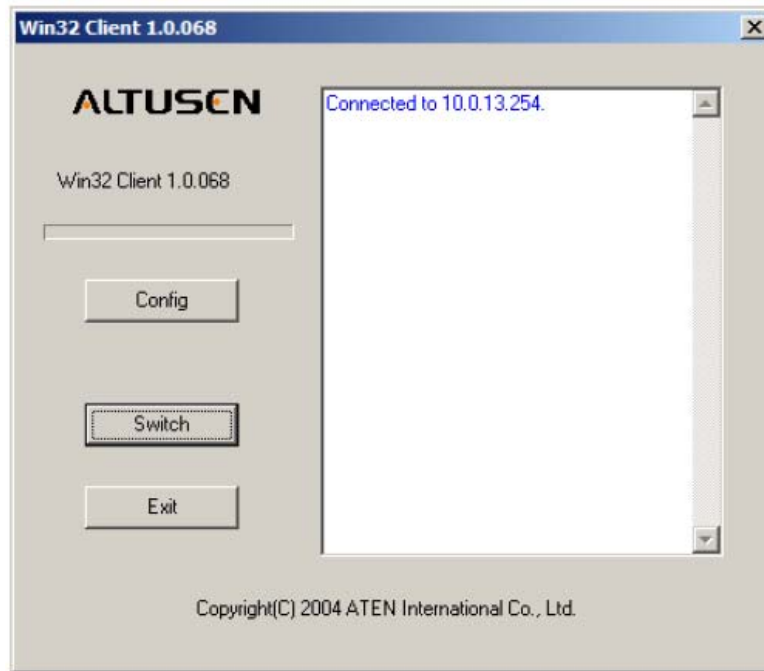 Win32 Client 1.0.068
ALTUSEN
Connected to 10.0.13.254.
Win32 Client 1.0.068
Config
Switch
Exit
Copyright(C) 2004 ATEN International Co., Ltd.